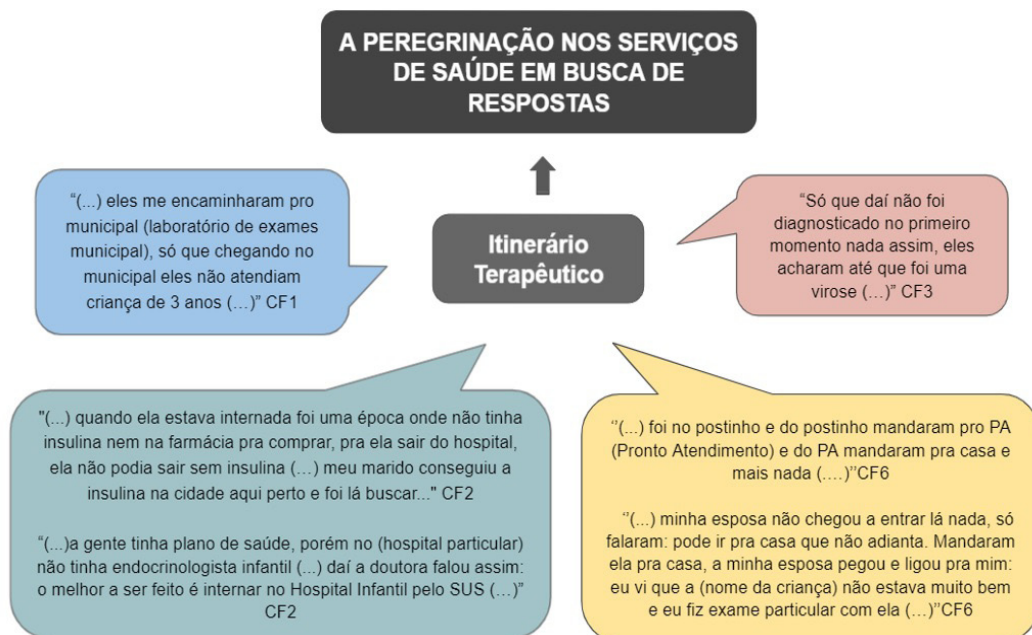 A PEREGRINAÇÃO NOS SERVIÇOS
DE SAÚDE EM BUSCA DE
RESPOSTAS
Itinerário
Terapêutico
“(...) eles me encaminharam pro
municipal (laboratório de exames
municipal), só que chegando no
municipal eles não atendiam
criança de 3 anos (…)” CF1
“Só que daí não foi
diagnosticado no primeiro
momento nada assim, eles
acharam até que foi uma
virose (…)” CF3
"(...) quando ela estava internada foi uma época onde não tinha
insulina nem na farmácia pra comprar, pra ela sair do hospital,
ela não podia sair sem insulina (…) meu marido conseguiu a
insulina na cidade aqui perto e foi lá buscar..." CF2
“(...)a gente tinha plano de saúde, porém no (hospital particular)
não tinha endocrinologista infantil (...) daí a doutora falou assim:
o melhor a ser feito é internar no Hospital Infantil pelo SUS (…)”
CF2
‘’(...) foi no postinho e do postinho mandaram pro PA
(Pronto Atendimento) e do PA mandaram pra casa e
mais nada (….)’’CF6
‘’(...) minha esposa não chegou a entrar lá nada, só
falaram: pode ir pra casa que não adianta. Mandaram
ela pra casa, a minha esposa pegou e ligou pra mim:
eu vi que a (nome da criança) não estava muito bem
e eu fiz exame particular com ela (…)’’CF6